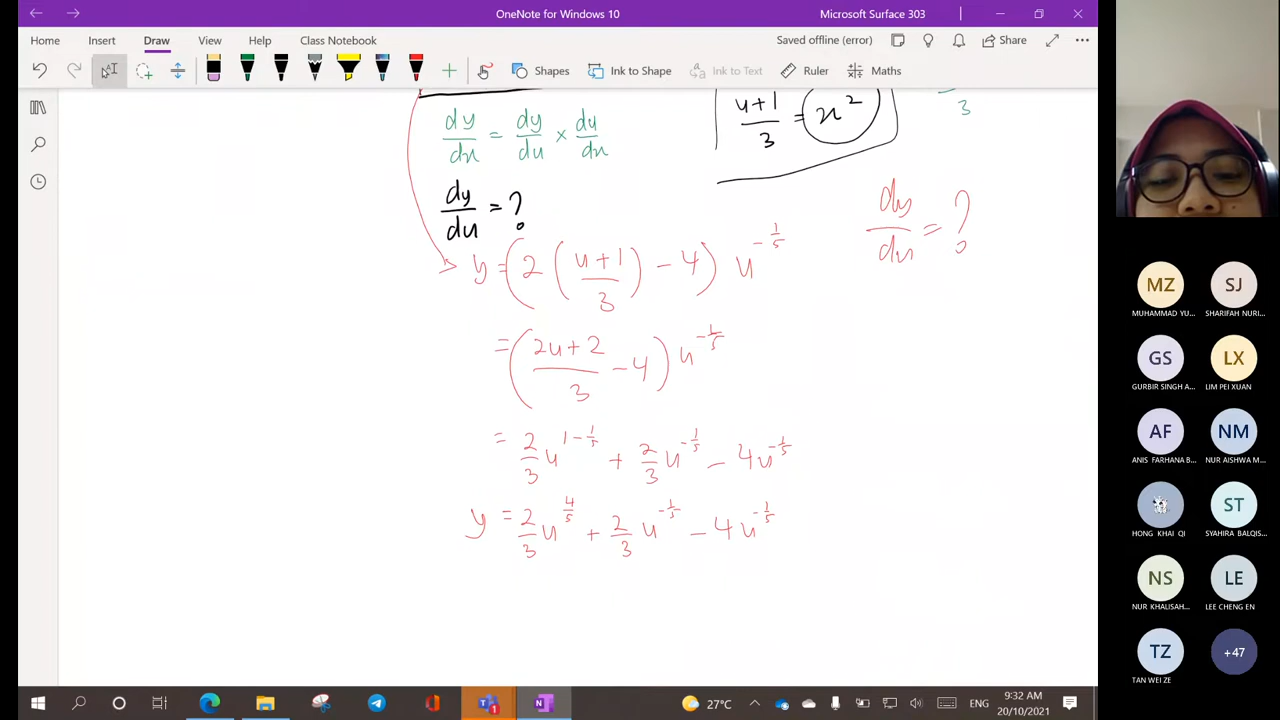 OneNote for Windows 10
Microsoft Surface 303
Home Insert Draw View Help Class Notebook
Saved offline (error)
Share
Shapes
Ink to Shape
Ink to Text
Ruler
Maths
(u+1)/3 = x²
3
dy/dx = dy/du × du/dx
dy/du = ?
dy/du = ?
y = (2((u+1)/3) - 4) u^(-1/5)
= ((2u+2)/3 - 4) u^(-1/5)
= 2/3 u^(1-1/5) + 2/3 u^(-1/5) - 4u^(-1/5)
y = 2/3 u^(4/5) + 2/3 u^(-1/5) - 4u^(-1/5)
MZ
MUHAMMAD YU...
SJ
SHARIFAH NURI...
GS
GURBIR SINGH A...
LX
LIM PEI XUAN
AF
ANIS FARHANA B...
NM
NUR AISHWA M...
HONG KHAI QI
ST
SYAHIRA BALQIS...
NS
NUR KHALISAH...
LE
LEE CHENG EN
TZ
TAN WEI ZE
+47
1
27°C
ENG
9:32 AM
20/10/2021